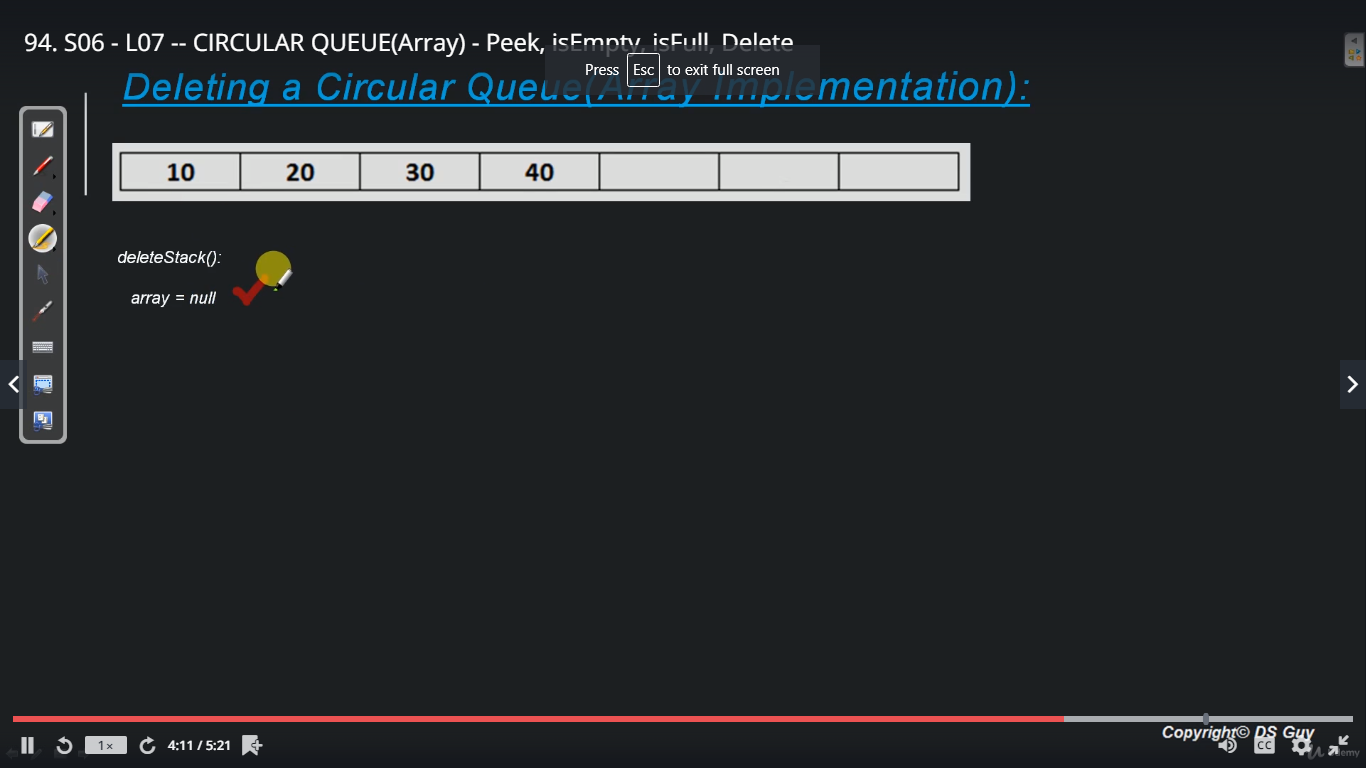 94. S06 - L07 -- CIRCULAR QUEUE(Array) - Peek, isEmpty, isFull, Delete
Press Esc to exit full screen
Deleting a Circular Queue(Array Implementation):
10 20 30 40
deleteStack():
array = null
Copyright© DS Guy
1× 4:11 / 5:21 CC